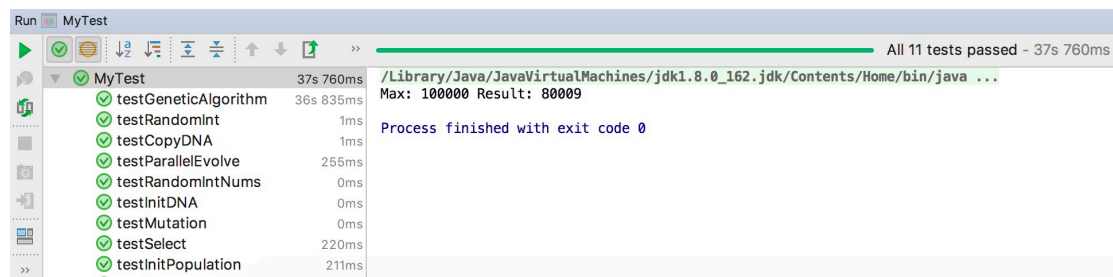 Run MyTest
All 11 tests passed - 37s 760ms
MyTest 37s 760ms
testGeneticAlgorithm 36s 835ms
testRandomInt 1ms
testCopyDNA 1ms
testParallelEvolve 255ms
testRandomIntNums 0ms
testInitDNA 0ms
testMutation 0ms
testSelect 220ms
testInitPopulation 211ms
/Library/Java/JavaVirtualMachines/jdk1.8.0_162.jdk/Contents/Home/bin/java ...
Max: 100000 Result: 80009
Process finished with exit code 0